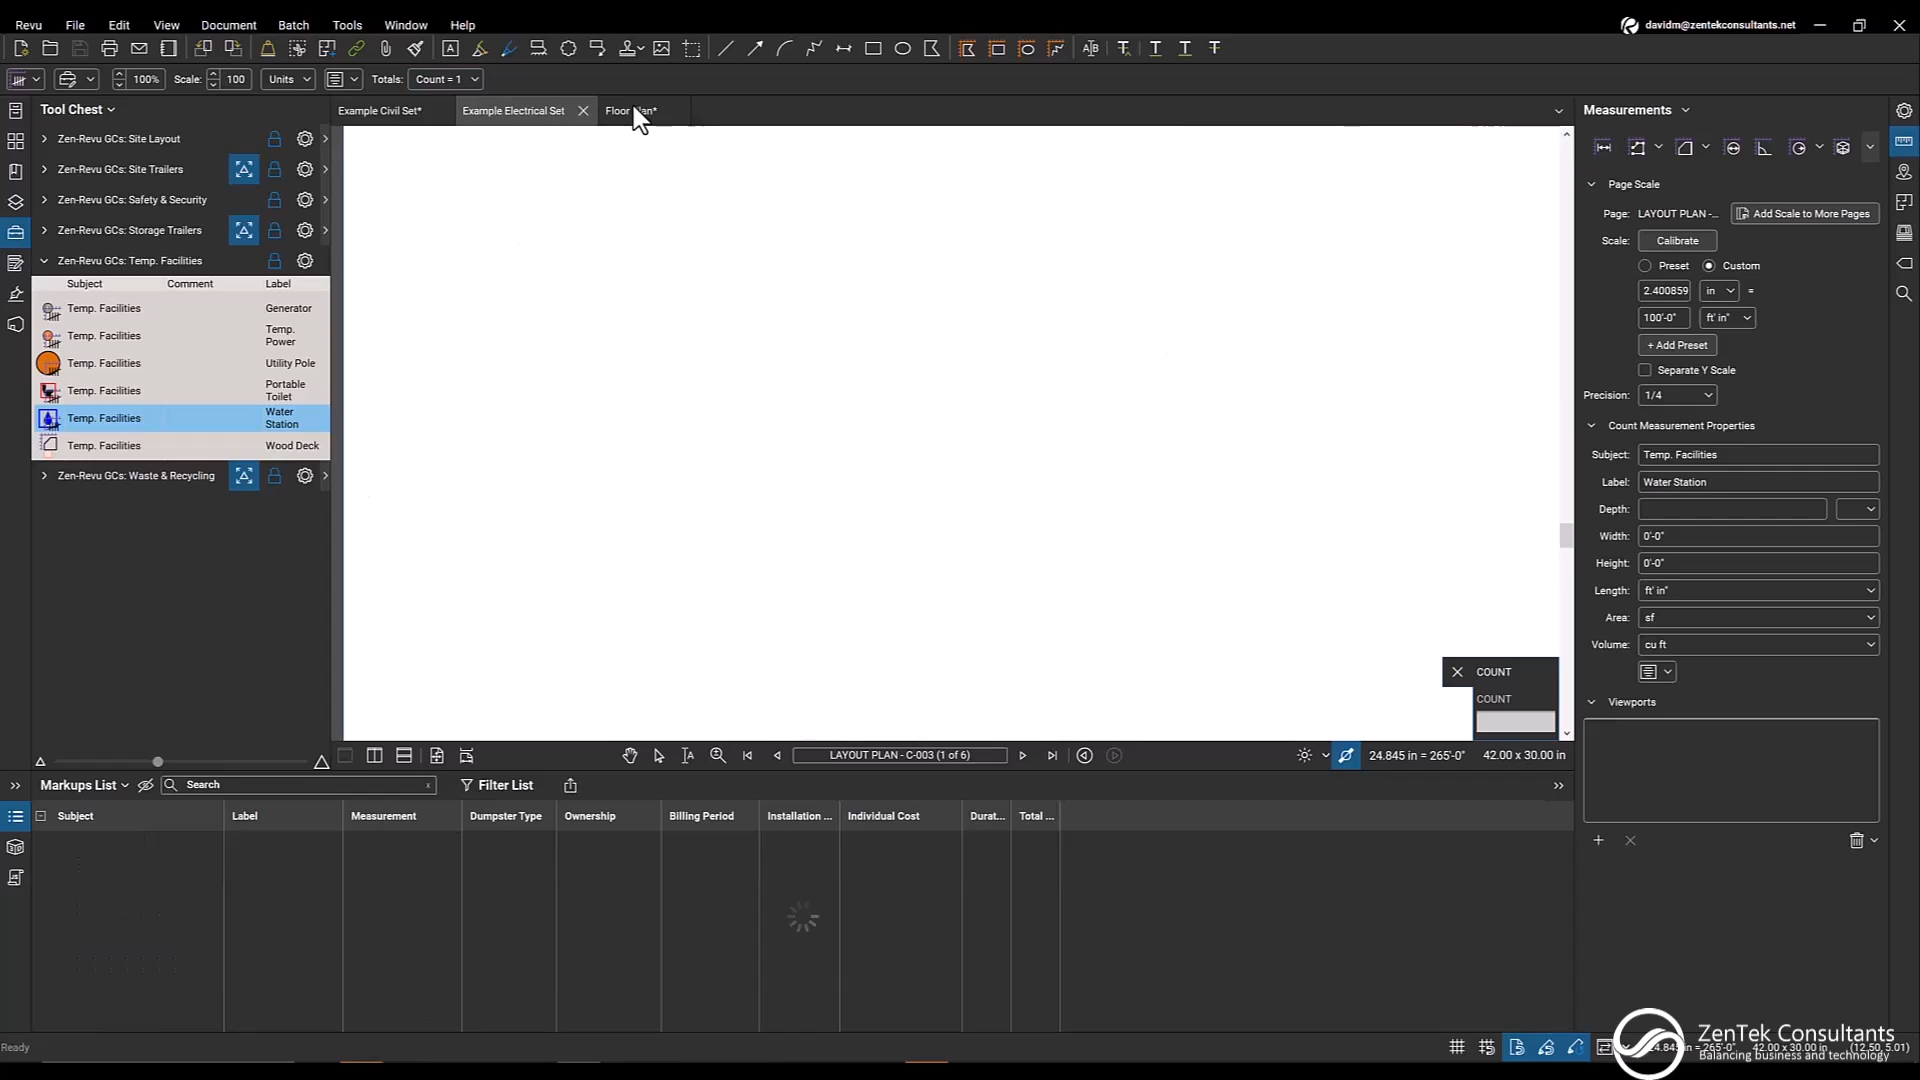 Revu File Edit View Document Batch Tools Window Help
davidm@zentekconsultants.net
100% Scale: 100 Units Totals: Count = 1
Tool Chest
Example Civil Set* Example Electrical Set
Measurements
Zen-Revu GCs: Site Layout
Zen-Revu GCs: Site Trailers
Zen-Revu GCs: Safety & Security
Zen-Revu GCs: Storage Trailers
Zen-Revu GCs: Temp. Facilities
Subject Comment Label
Temp. Facilities Generator
Temp. Facilities Temp. Power
Temp. Facilities Utility Pole
Temp. Facilities Portable Toilet
Temp. Facilities Water Station
Temp. Facilities Wood Deck
Zen-Revu GCs: Waste & Recycling
Page Scale
Page: LAYOUT PLAN -... Add Scale to More Pages
Scale: Calibrate
Preset Custom
2.400859 in =
100'-0" ft' in"
+ Add Preset
Separate Y Scale
Precision: 1/4
Count Measurement Properties
Subject: Temp. Facilities
Label: Water Station
Depth:
Width: 0'-0"
Height: 0'-0"
Length: ft' in"
Area: sf
Volume: cu ft
Viewports
COUNT
COUNT
LAYOUT PLAN - C-003 (1 of 6)
24.845 in = 265'-0" 42.00 x 30.00 in
Markups List Search Filter List
Subject Label Measurement Dumpster Type Ownership Billing Period Installation ... Individual Cost Durat... Total ...
Ready
ZenTek Consultants
Balancing business and technology
42.00 x 30.00 in (12.50, 5.01)